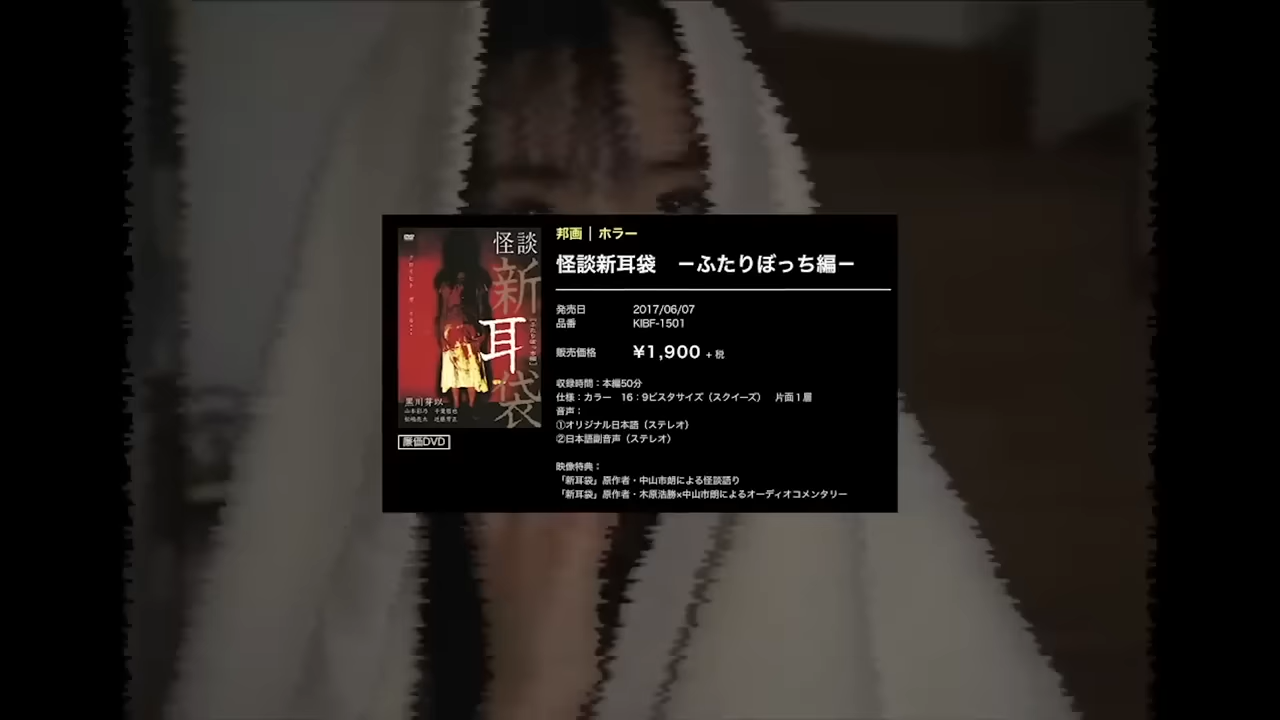 邦画 | ホラー
怪談新耳袋　−ふたりぼっち編−
発売日　2017/06/07
品番　KIBF-1501
販売価格　¥1,900 + 税
収録時間：本編50分
仕様：カラー　16：9ビスタサイズ（スクイーズ）　片面１層
音声：
①オリジナル日本語（ステレオ）
②日本語副音声（ステレオ）
映像特典：
「新耳袋」原作者・中山市朗による怪談語り
「新耳袋」原作者・木原浩勝×中山市朗によるオーディオコメンタリー
DVD
怪談
新
耳
袋
黒川芽以
廉価DVD